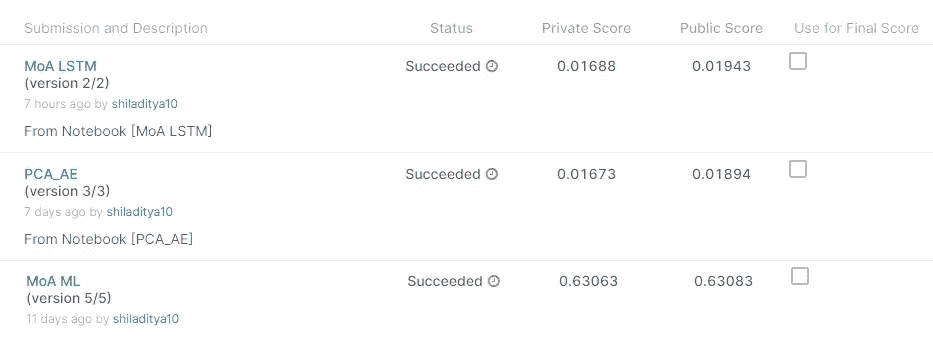 Submission and Description Status Private Score Public Score Use for Final Score
MoA LSTM Succeeded 0.01688 0.01943
(version 2/2)
7 hours ago by shiladitya10
From Notebook [MoA LSTM]
PCA_AE Succeeded 0.01673 0.01894
(version 3/3)
7 days ago by shiladitya10
From Notebook [PCA_AE]
MoA ML Succeeded 0.63063 0.63083
(version 5/5)
11 days ago by shiladitya10